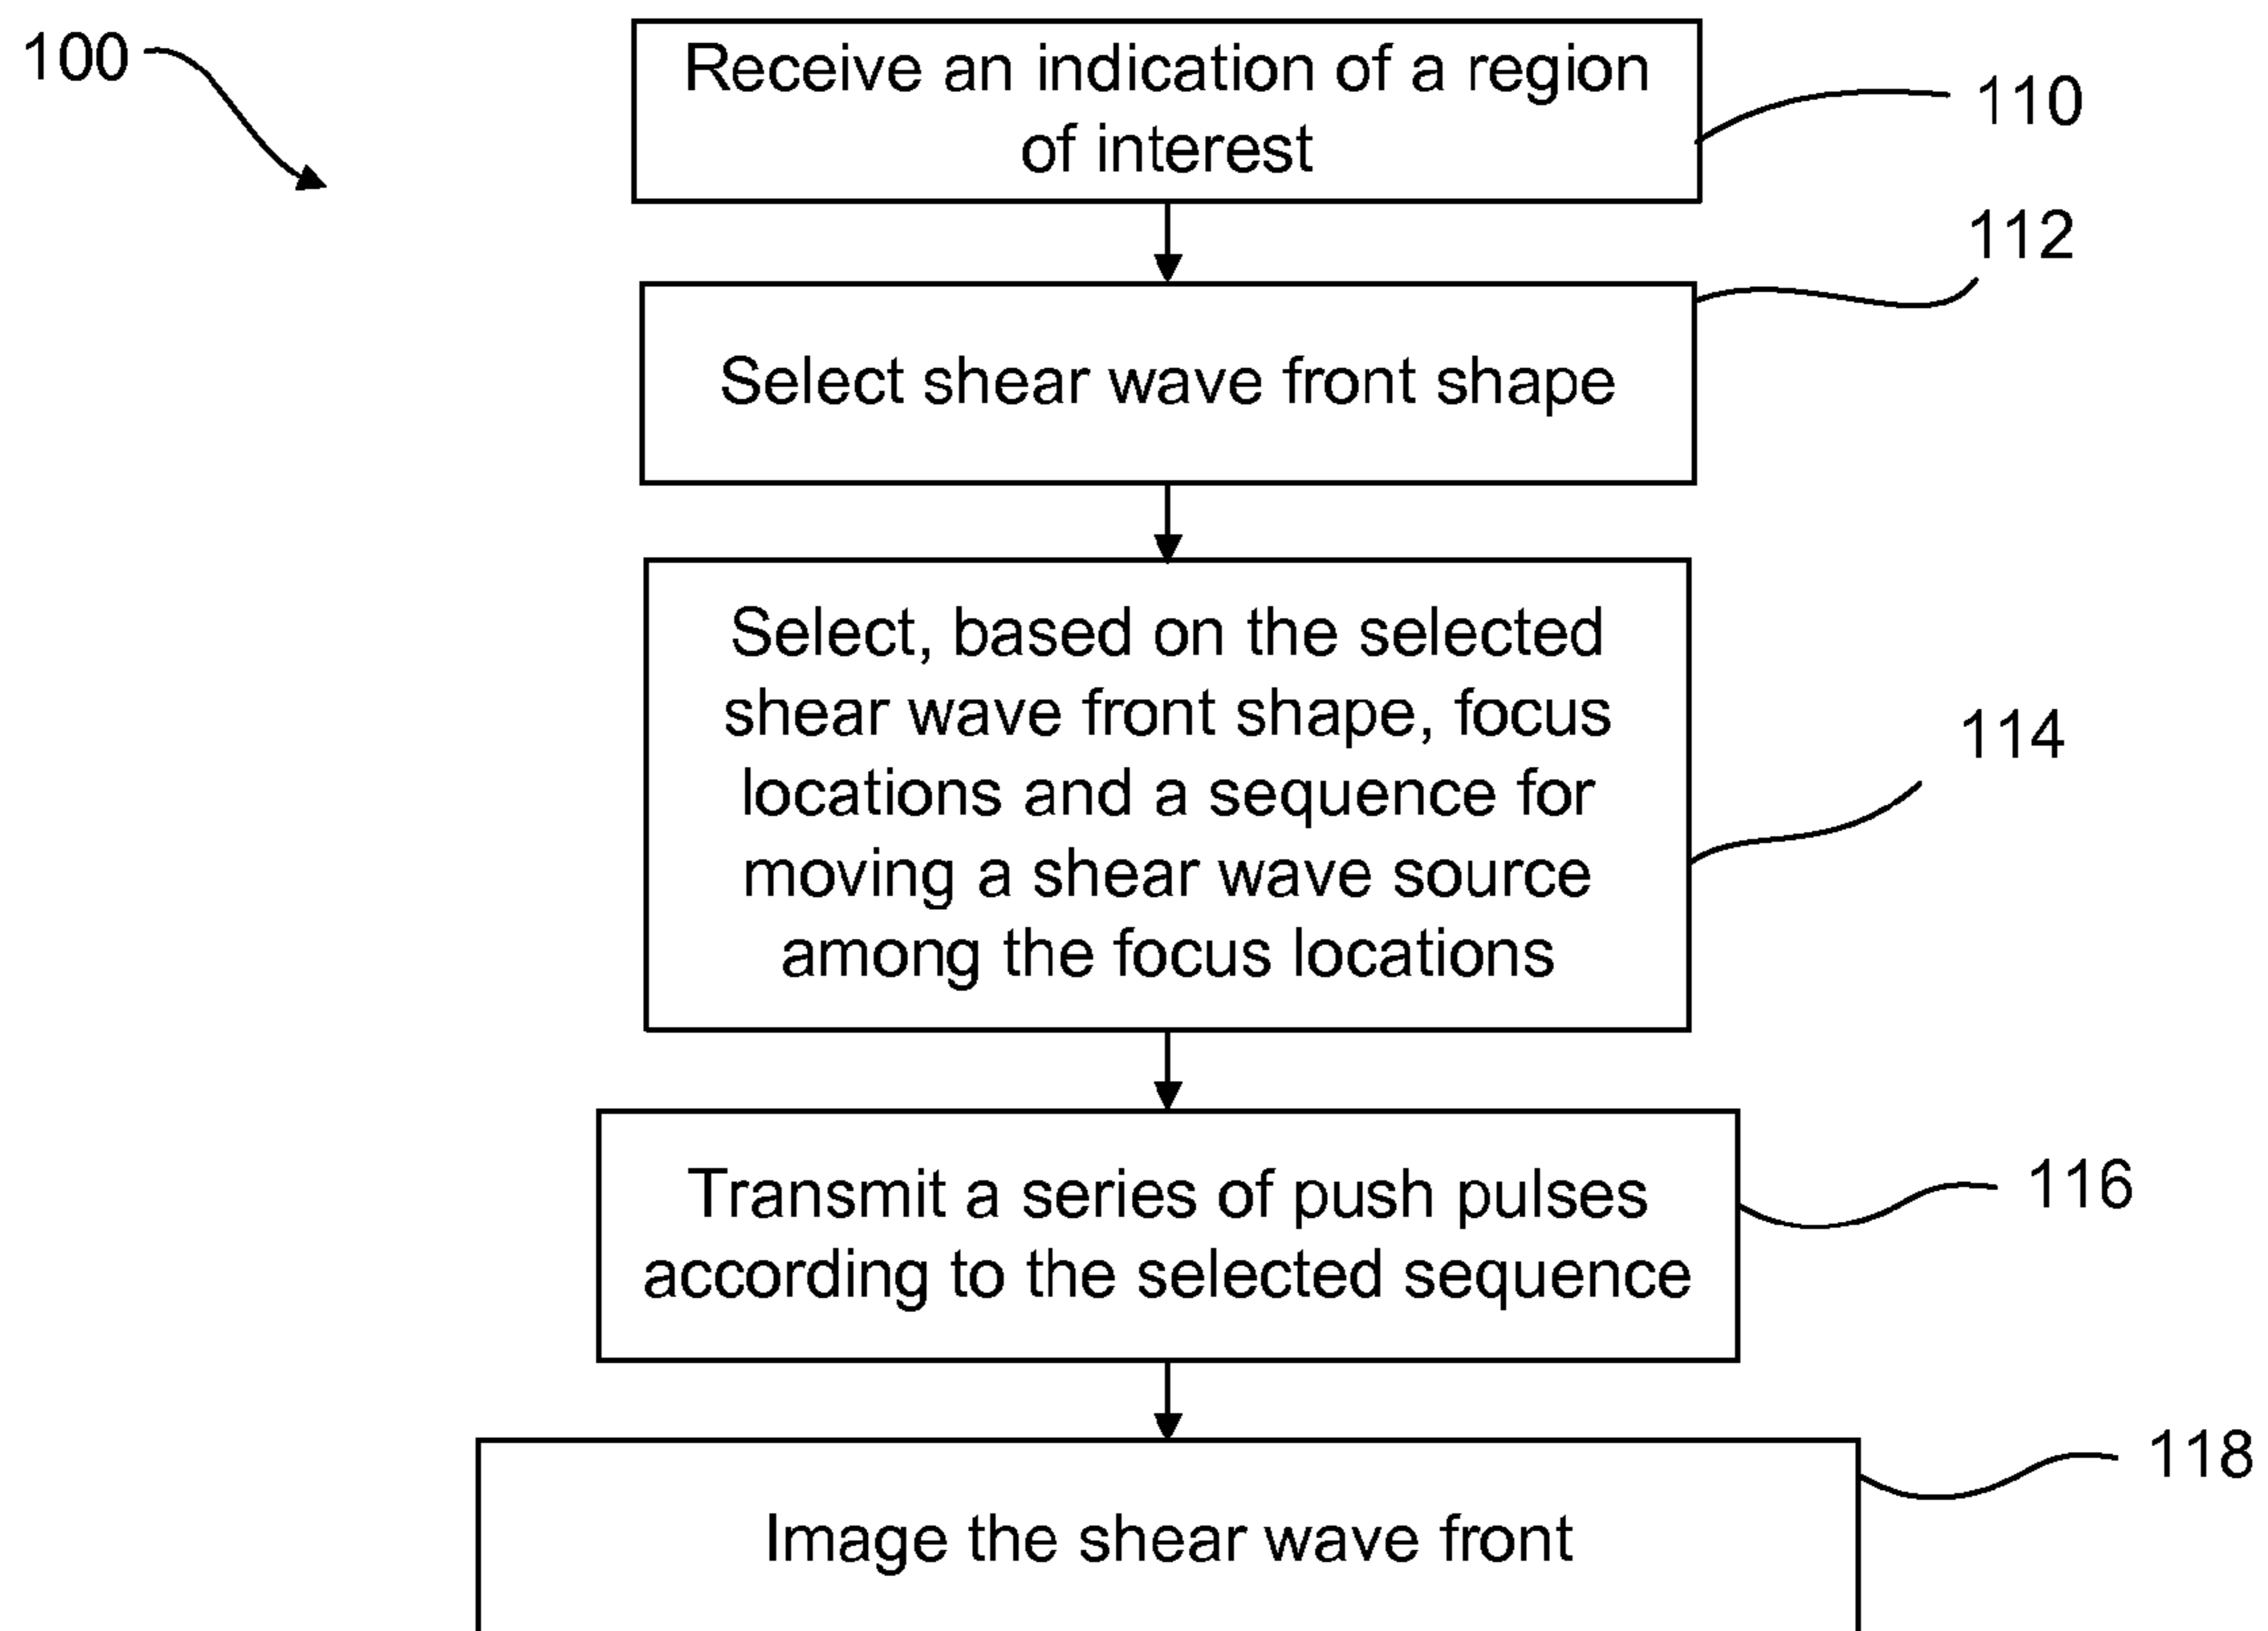 100
Receive an indication of a region
of interest
110
112
Select shear wave front shape
Select, based on the selected
shear wave front shape, focus
locations and a sequence for
moving a shear wave source
among the focus locations
114
Transmit a series of push pulses
according to the selected sequence
116
118
Image the shear wave front